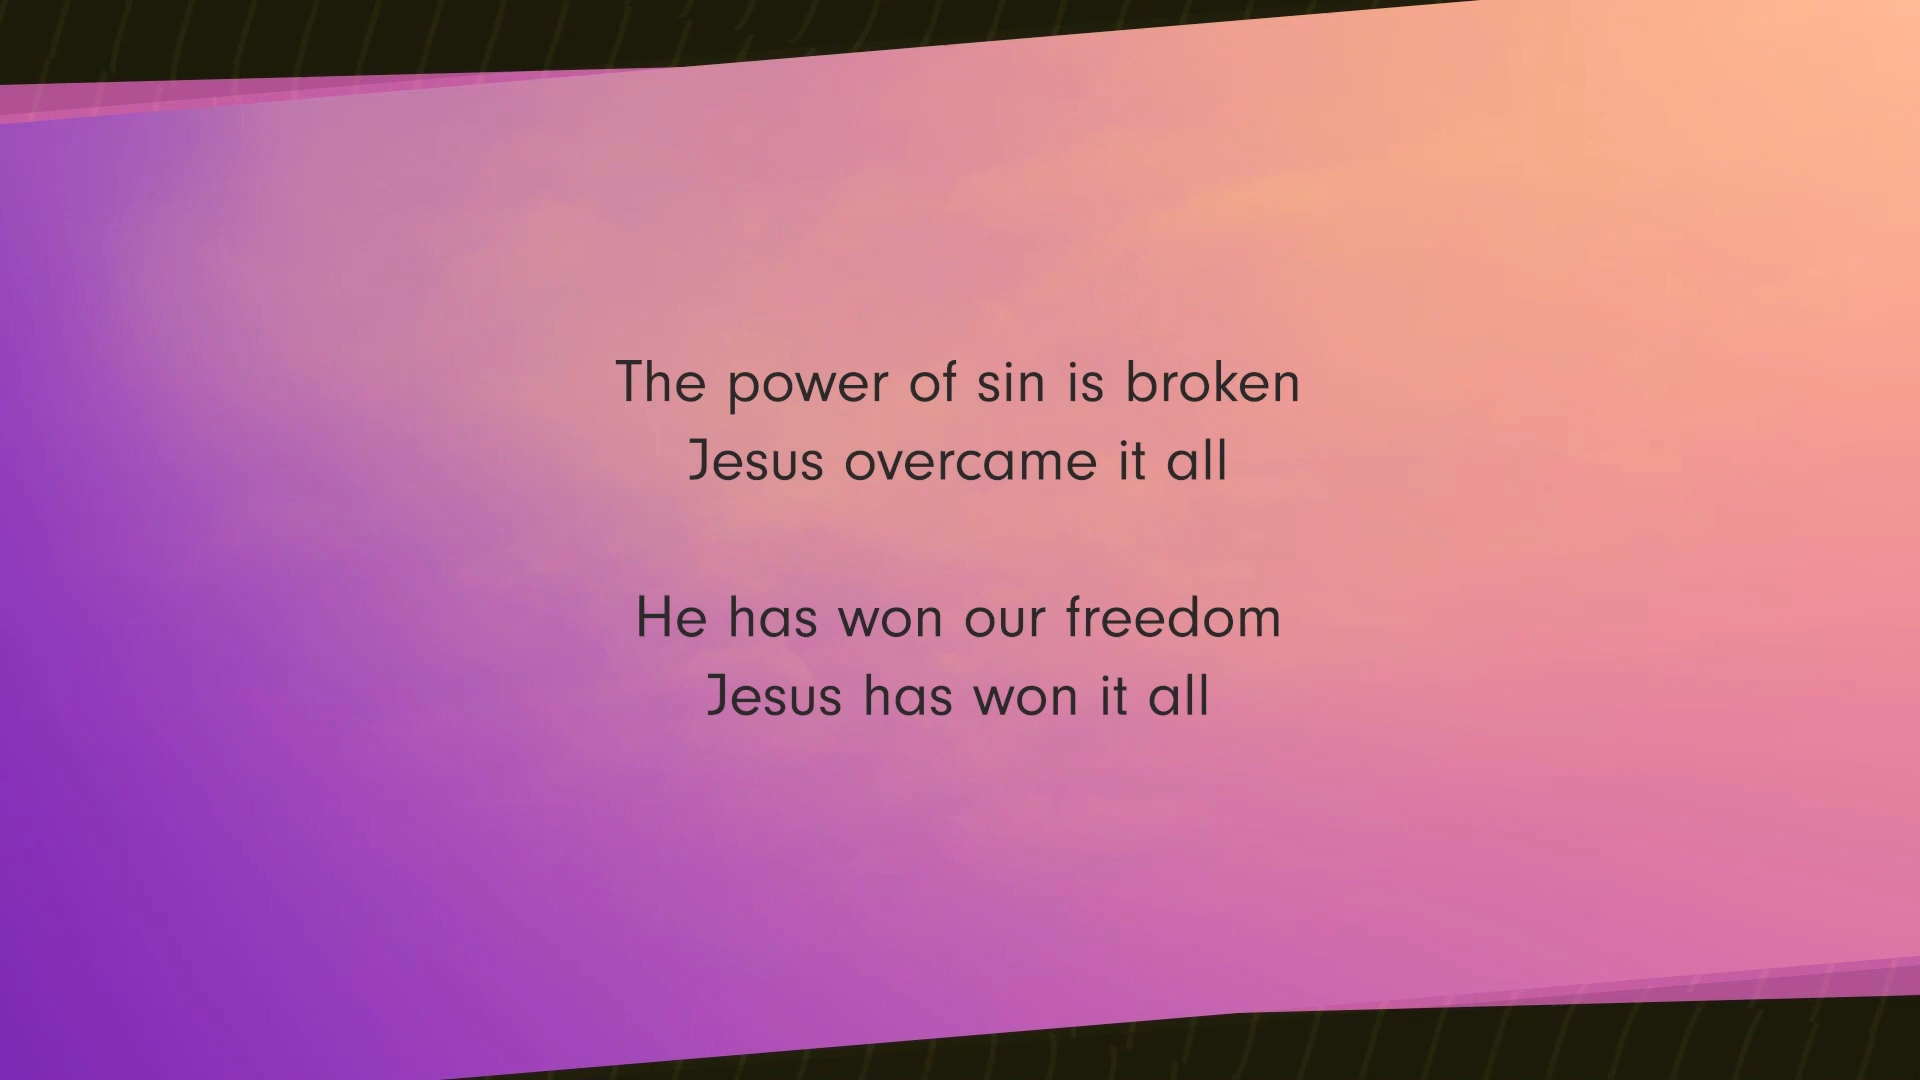 The power of sin is broken
Jesus overcame it all
He has won our freedom
Jesus has won it all